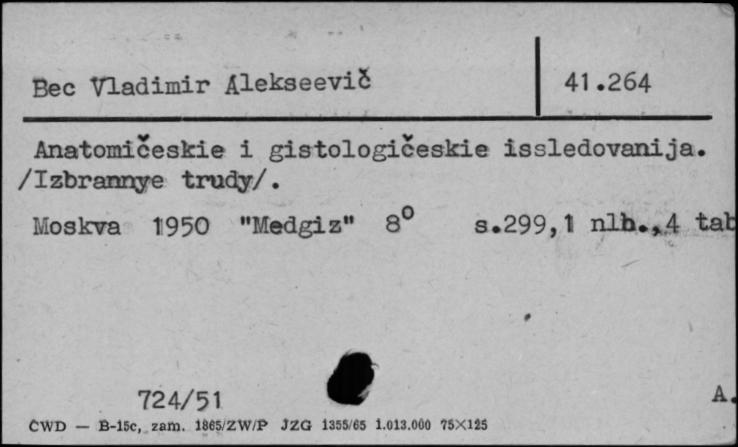 Bec Vladimir Alekseevič
41.264
Anatomičeskie i gistologičeskie issledovanija.
/Izbrannye trudy/.
Moskva 1950 "Medgiz" 8° s.299,1 nlb.,4 tab
724/51
A.
CWD — B-15c, zam. 1865/ZW/P JZG 1355/65 1.013.000 75×125